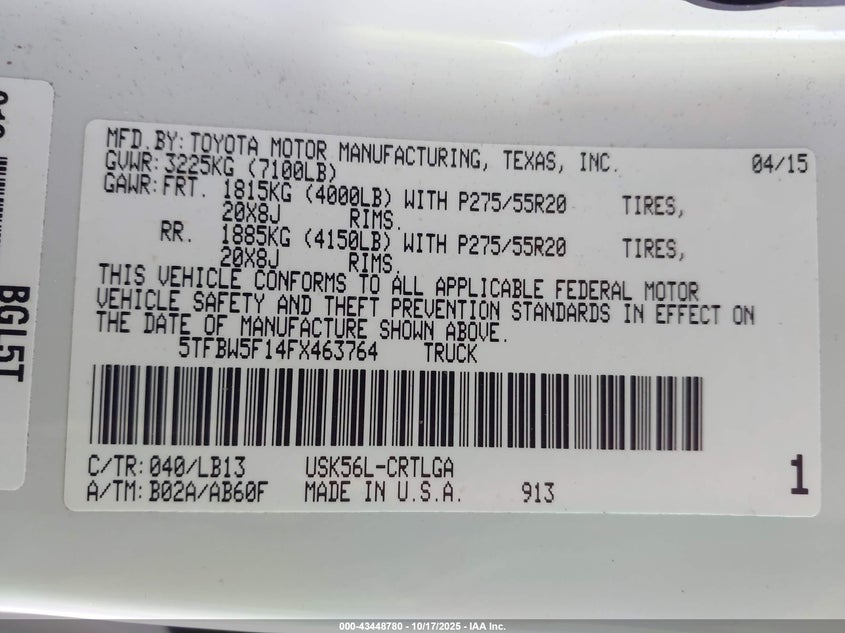 MFD.BY: TOYOTA MOTOR MANUFACTURING, TEXAS, INC. 04/15
GVWR: 3225KG (7100LB)
GAWR: FRT. 1815KG (4000LB) WITH P275/55R20 TIRES,
20X8J RIMS.
RR. 1885KG (4150LB) WITH P275/55R20 TIRES,
20X8J RIMS.
THIS VEHICLE CONFORMS TO ALL APPLICABLE FEDERAL MOTOR
VEHICLE SAFETY AND THEFT PREVENTION STANDARDS IN EFFECT ON
THE DATE OF MANUFACTURE SHOWN ABOVE.
5TFBW5F14FX463764 TRUCK
C/TR: 040/LB13 USK56L-CRTLGA 1
A/TM: B02A/AB60F MADE IN U.S.A. 913
BGL5T
000-43448780 - 10/17/2025 - IAA Inc.